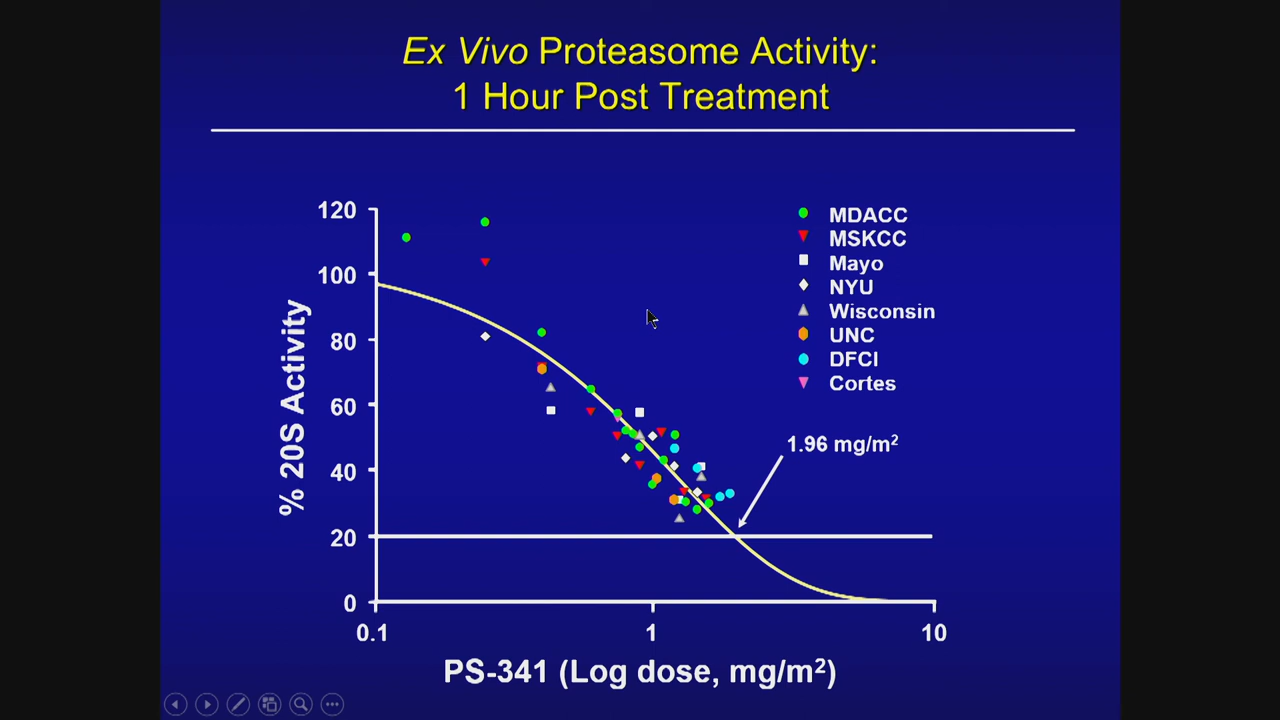 Ex Vivo Proteasome Activity:
1 Hour Post Treatment
120
100
80
60
40
20
0
% 20S Activity
0.1
1
10
PS-341 (Log dose, mg/m²)
MDACC
MSKCC
Mayo
NYU
Wisconsin
UNC
DFCI
Cortes
1.96 mg/m²